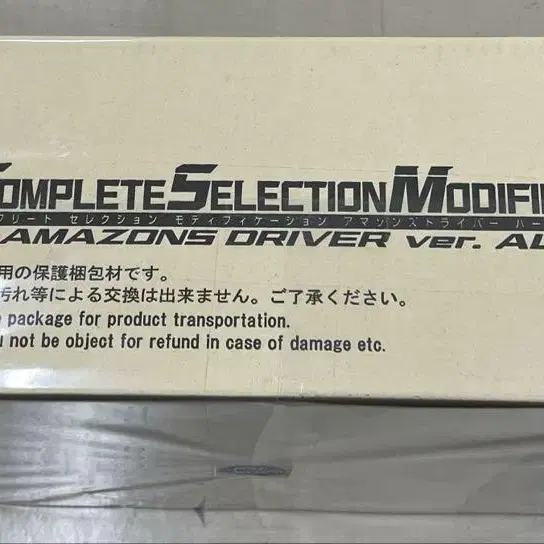 COMPLETE SELECTION MODIFI
プリート セレクション モディフィケーション アマゾンズドライバー バー
AMAZONS DRIVER ver. AL
用の保護梱包材です。
汚れ等による交換は出来ません。ご了承ください。
package for product transportation.
not be object for refund in case of damage etc.